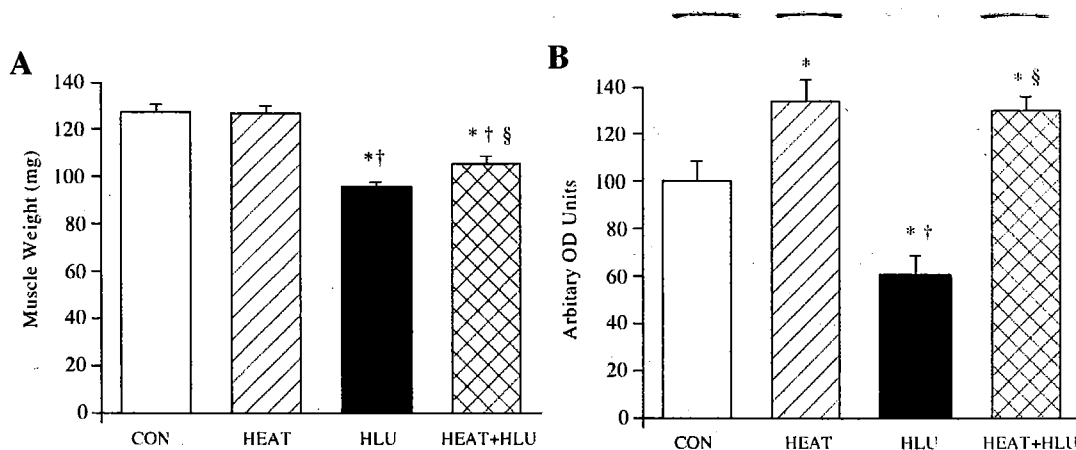 A
Muscle Weight (mg)
140
120
100
80
60
40
20
0
*†
* † §
CON HEAT HLU HEAT+HLU
B
Arbitary OD Units
140
120
100
80
60
40
20
0
*
* †
* §
CON HEAT HLU HEAT+HLU